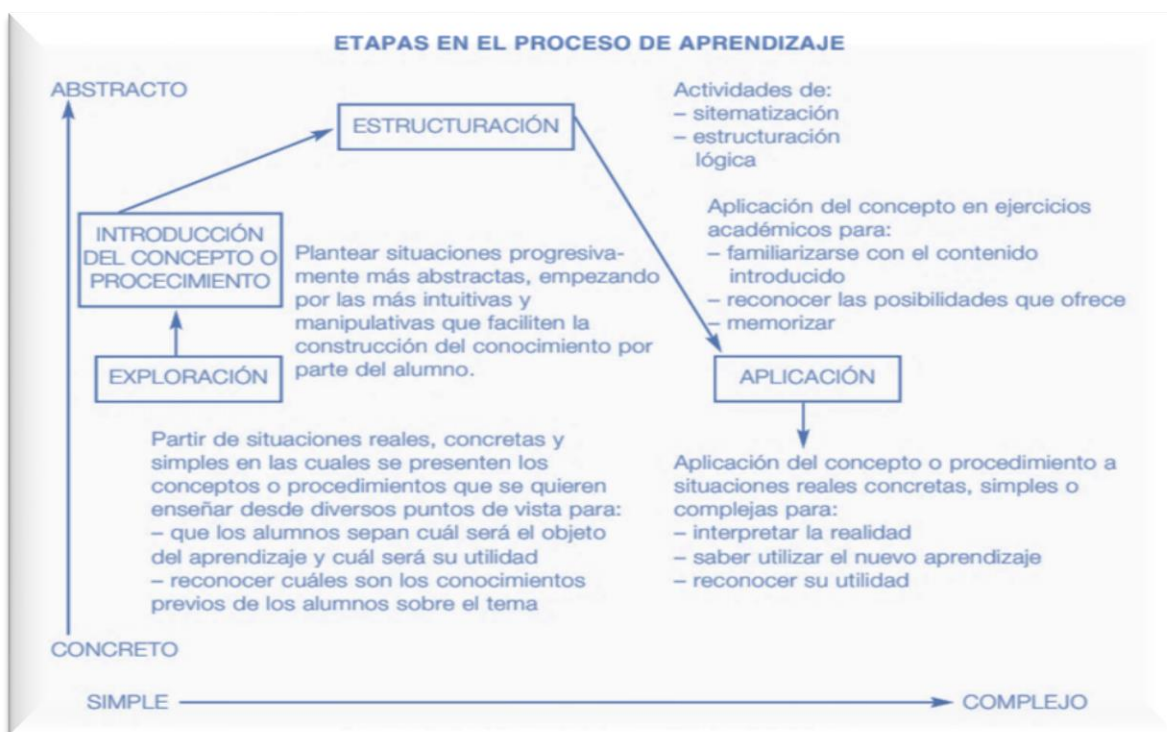 ETAPAS EN EL PROCESO DE APRENDIZAJE
ABSTRACTO
Actividades de:
– sitematización
– estructuración
lógica
ESTRUCTURACIÓN
Aplicación del concepto en ejercicios
académicos para:
– familiarizarse con el contenido
introducido
– reconocer las posibilidades que ofrece
– memorizar
INTRODUCCIÓN
DEL CONCEPTO O
PROCECIMIENTO
Plantear situaciones progresiva-
mente más abstractas, empezando
por las más intuitivas y
manipulativas que faciliten la
construcción del conocimiento por
parte del alumno.
EXPLORACIÓN
APLICACIÓN
Partir de situaciones reales, concretas y
simples en las cuales se presenten los
conceptos o procedimientos que se quieren
enseñar desde diversos puntos de vista para:
– que los alumnos sepan cuál será el objeto
del aprendizaje y cuál será su utilidad
– reconocer cuáles son los conocimientos
previos de los alumnos sobre el tema
Aplicación del concepto o procedimiento a
situaciones reales concretas, simples o
complejas para:
– interpretar la realidad
– saber utilizar el nuevo aprendizaje
– reconocer su utilidad
CONCRETO
SIMPLE
COMPLEJO